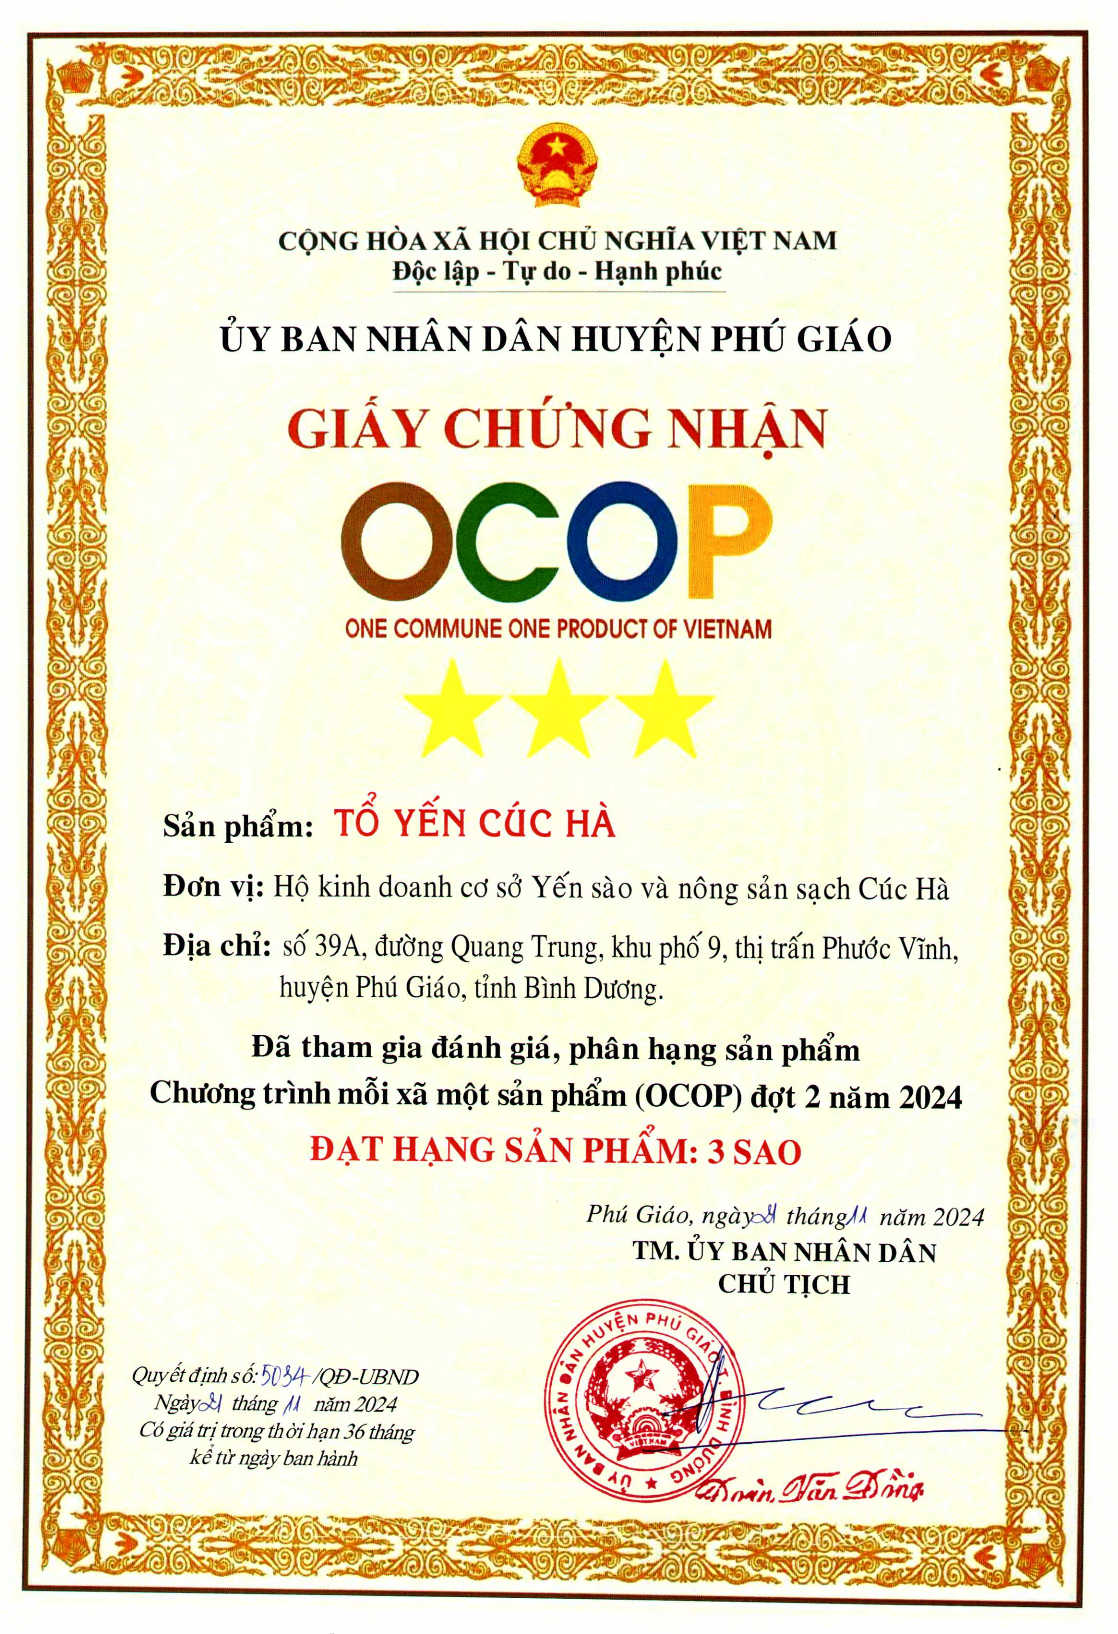 CỘNG HÒA XÃ HỘI CHỦ NGHĨA VIỆT NAM
Độc lập - Tự do - Hạnh phúc
ỦY BAN NHÂN DÂN HUYỆN PHÚ GIÁO
GIẤY CHỨNG NHẬN
OCOP
ONE COMMUNE ONE PRODUCT OF VIETNAM
Sản phẩm: TỔ YẾN CÚC HÀ
Đơn vị: Hộ kinh doanh cơ sở Yến sào và nông sản sạch Cúc Hà
Địa chỉ: số 39A, đường Quang Trung, khu phố 9, thị trấn Phước Vĩnh,
huyện Phú Giáo, tỉnh Bình Dương.
Đã tham gia đánh giá, phân hạng sản phẩm
Chương trình mỗi xã một sản phẩm (OCOP) đợt 2 năm 2024
ĐẠT HẠNG SẢN PHẨM: 3 SAO
Phú Giáo, ngày 21 tháng 11 năm 2024
TM. ỦY BAN NHÂN DÂN
CHỦ TỊCH
Quyết định số: 5034/QĐ-UBND
Ngày 21 tháng 11 năm 2024
Có giá trị trong thời hạn 36 tháng
kể từ ngày ban hành
ỦY BAN NHÂN DÂN HUYỆN PHÚ GIÁO T. BÌNH DƯƠNG
VIỆT NAM
Đoàn Văn Đồng